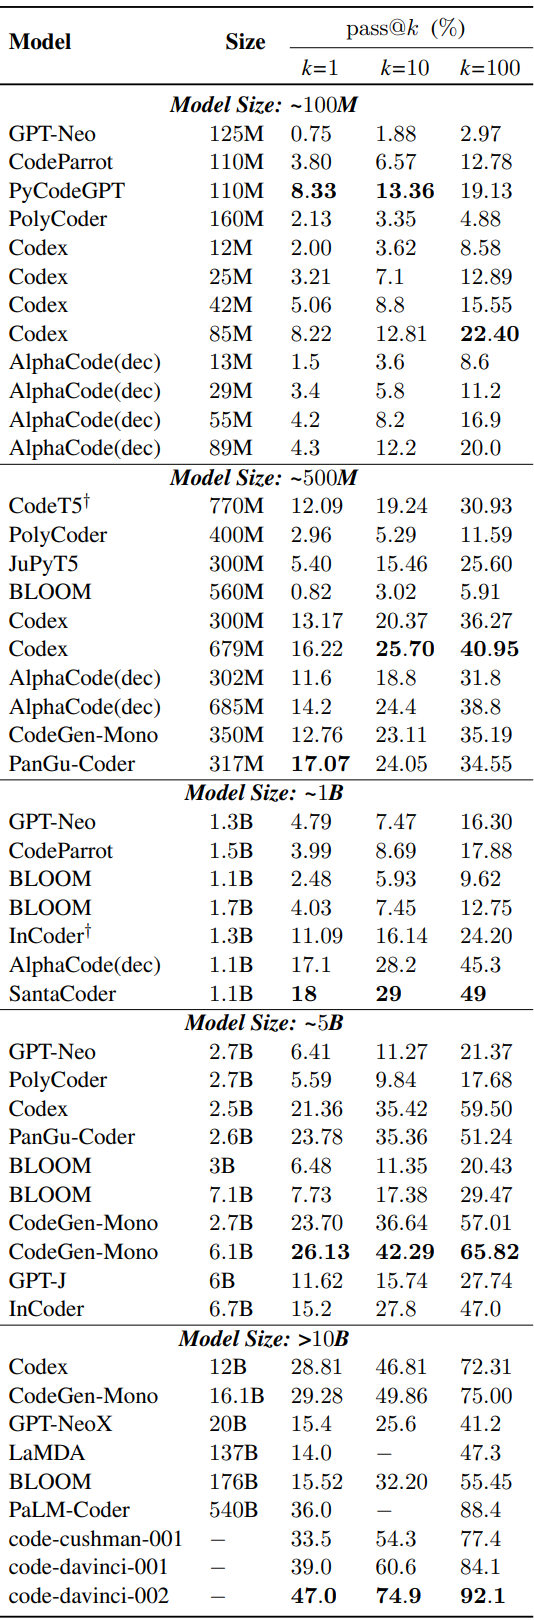 Model Size pass@k (%)
k=1 k=10 k=100
Model Size: ~100M
GPT-Neo 125M 0.75 1.88 2.97
CodeParrot 110M 3.80 6.57 12.78
PyCodeGPT 110M 8.33 13.36 19.13
PolyCoder 160M 2.13 3.35 4.88
Codex 12M 2.00 3.62 8.58
Codex 25M 3.21 7.1 12.89
Codex 42M 5.06 8.8 15.55
Codex 85M 8.22 12.81 22.40
AlphaCode(dec) 13M 1.5 3.6 8.6
AlphaCode(dec) 29M 3.4 5.8 11.2
AlphaCode(dec) 55M 4.2 8.2 16.9
AlphaCode(dec) 89M 4.3 12.2 20.0
Model Size: ~500M
CodeT5† 770M 12.09 19.24 30.93
PolyCoder 400M 2.96 5.29 11.59
JuPyT5 300M 5.40 15.46 25.60
BLOOM 560M 0.82 3.02 5.91
Codex 300M 13.17 20.37 36.27
Codex 679M 16.22 25.70 40.95
AlphaCode(dec) 302M 11.6 18.8 31.8
AlphaCode(dec) 685M 14.2 24.4 38.8
CodeGen-Mono 350M 12.76 23.11 35.19
PanGu-Coder 317M 17.07 24.05 34.55
Model Size: ~1B
GPT-Neo 1.3B 4.79 7.47 16.30
CodeParrot 1.5B 3.99 8.69 17.88
BLOOM 1.1B 2.48 5.93 9.62
BLOOM 1.7B 4.03 7.45 12.75
InCoder† 1.3B 11.09 16.14 24.20
AlphaCode(dec) 1.1B 17.1 28.2 45.3
SantaCoder 1.1B 18 29 49
Model Size: ~5B
GPT-Neo 2.7B 6.41 11.27 21.37
PolyCoder 2.7B 5.59 9.84 17.68
Codex 2.5B 21.36 35.42 59.50
PanGu-Coder 2.6B 23.78 35.36 51.24
BLOOM 3B 6.48 11.35 20.43
BLOOM 7.1B 7.73 17.38 29.47
CodeGen-Mono 2.7B 23.70 36.64 57.01
CodeGen-Mono 6.1B 26.13 42.29 65.82
GPT-J 6B 11.62 15.74 27.74
InCoder 6.7B 15.2 27.8 47.0
Model Size: >10B
Codex 12B 28.81 46.81 72.31
CodeGen-Mono 16.1B 29.28 49.86 75.00
GPT-NeoX 20B 15.4 25.6 41.2
LaMDA 137B 14.0 − 47.3
BLOOM 176B 15.52 32.20 55.45
PaLM-Coder 540B 36.0 − 88.4
code-cushman-001 − 33.5 54.3 77.4
code-davinci-001 − 39.0 60.6 84.1
code-davinci-002 − 47.0 74.9 92.1